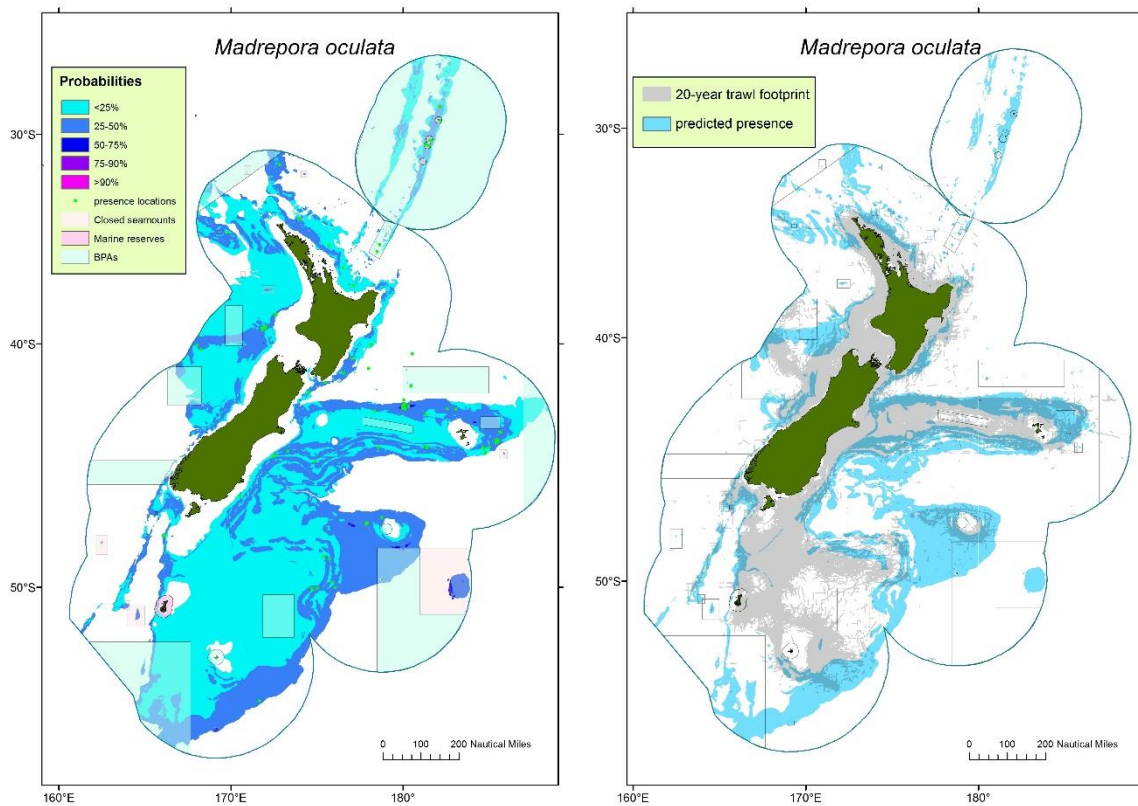 Madrepora oculata
Probabilities
<25%
25-50%
50-75%
75-90%
>90%
presence locations
Closed seamounts
Marine reserves
BPAs
30°S
40°S
50°S
0 100 200 Nautical Miles
160°E 170°E 180°
Madrepora oculata
20-year trawl footprint
predicted presence
30°S
40°S
50°S
0 100 200 Nautical Miles
160°E 170°E 180°